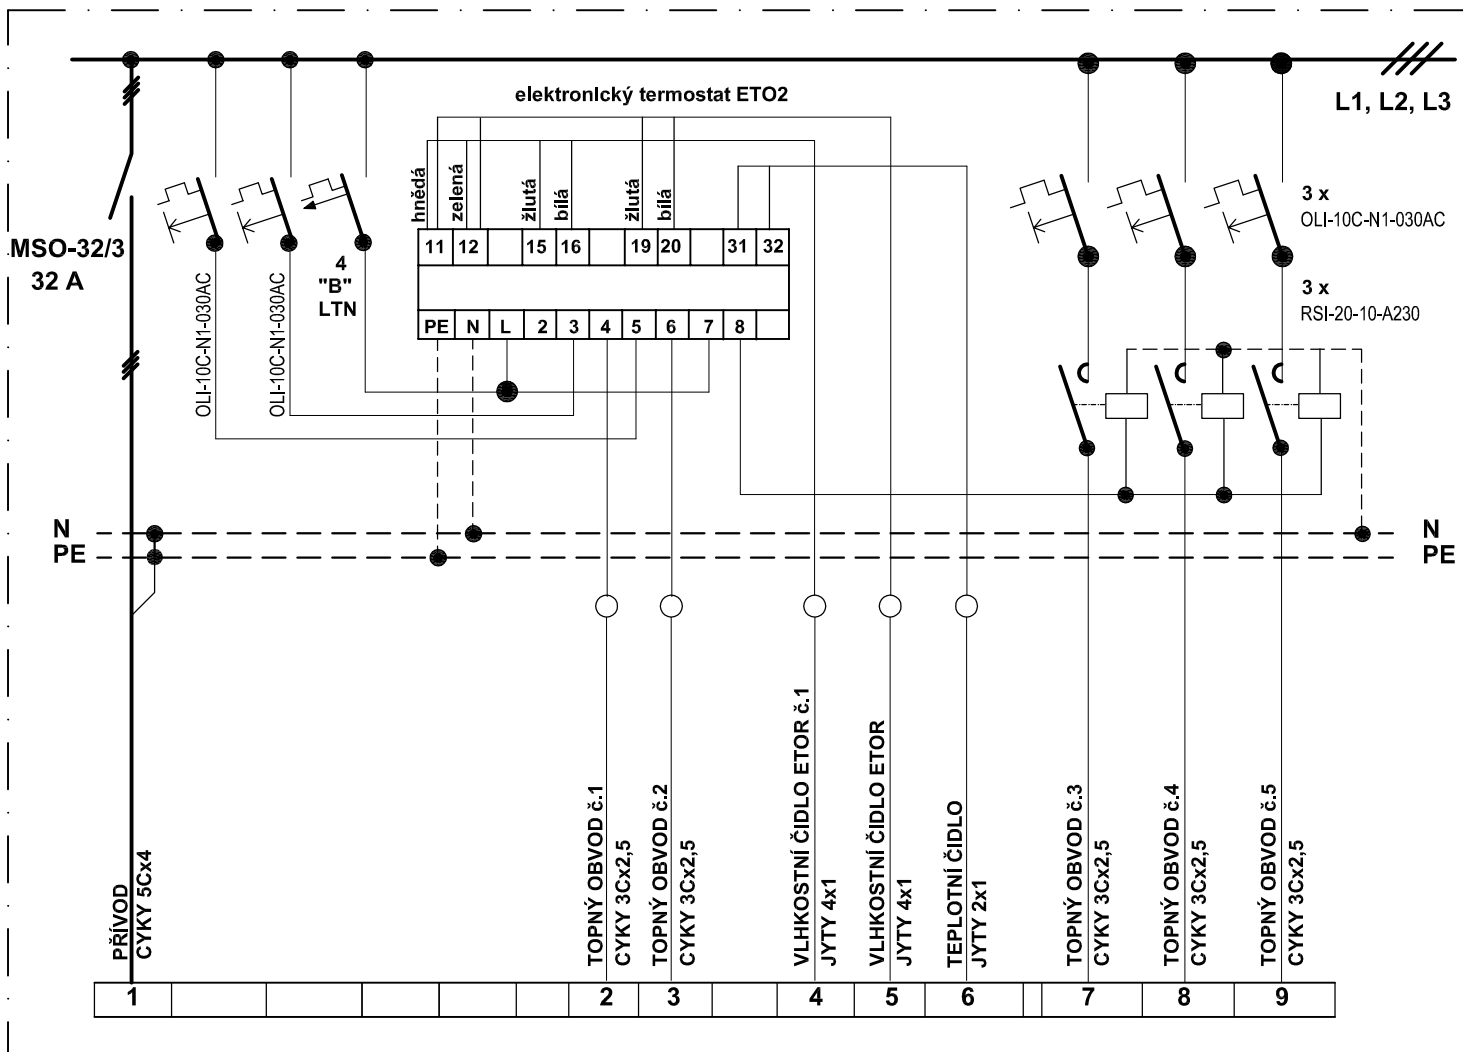 elektronIcký termostat ETO2
L1, L2, L3
hnědá
zelená
žlutá
bílá
žlutá
bílá
3 x
OLI-10C-N1-030AC
MSO-32/3
32 A
4
"B"
LTN
11 12 15 16 19 20 31 32
OLI-10C-N1-030AC
OLI-10C-N1-030AC
3 x
RSI-20-10-A230
PE N L 2 3 4 5 6 7 8
N
PE
N
PE
PŘÍVOD
CYKY 5Cx4
TOPNÝ OBVOD č.1
CYKY 3Cx2,5
TOPNÝ OBVOD č.2
CYKY 3Cx2,5
VLHKOSTNÍ ČIDLO ETOR č.1
JYTY 4x1
VLHKOSTNÍ ČIDLO ETOR
JYTY 4x1
TEPLOTNÍ ČIDLO
JYTY 2x1
TOPNÝ OBVOD č.3
CYKY 3Cx2,5
TOPNÝ OBVOD č.4
CYKY 3Cx2,5
TOPNÝ OBVOD č.5
CYKY 3Cx2,5
1 2 3 4 5 6 7 8 9